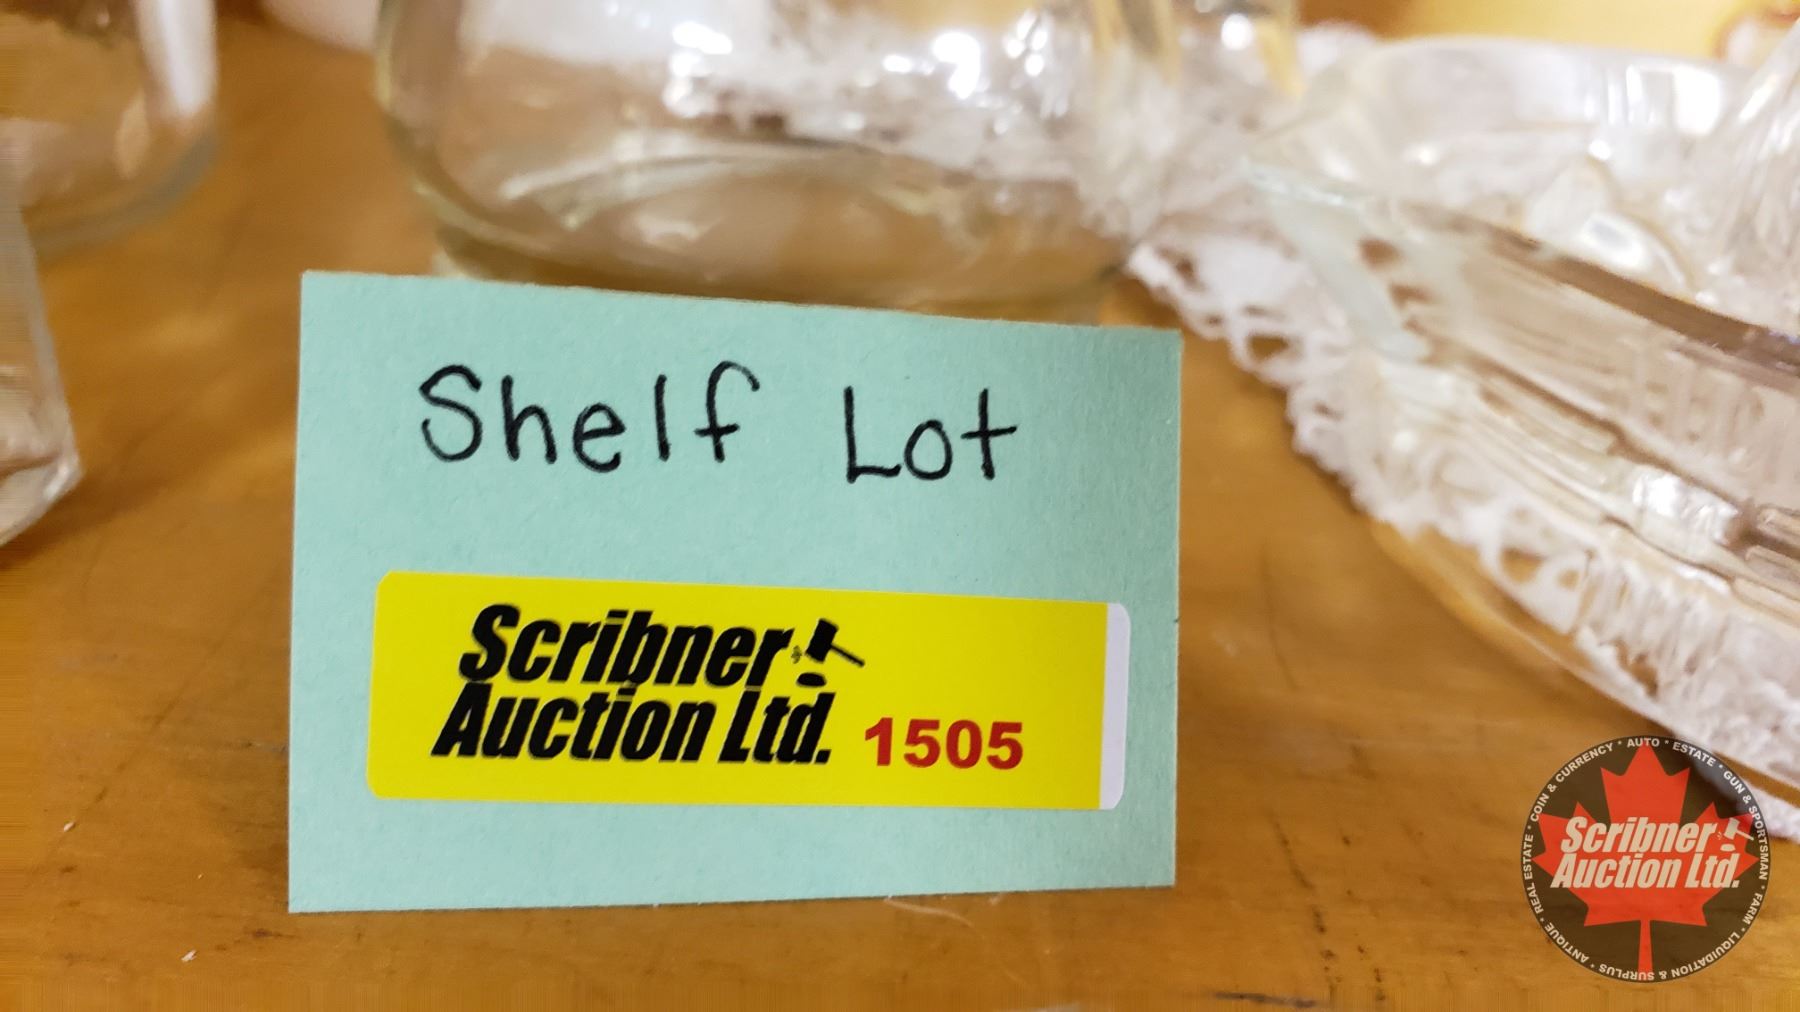 Shelf Lot
Scribner
Auction Ltd. 1505
Scribner
Auction Ltd.
ANTIQUE * REAL ESTATE * COIN & CURRENCY * AUTO * ESTATE * GUN & SPORTSMAN * FARM * LIQUIDATION & SURPLUS *